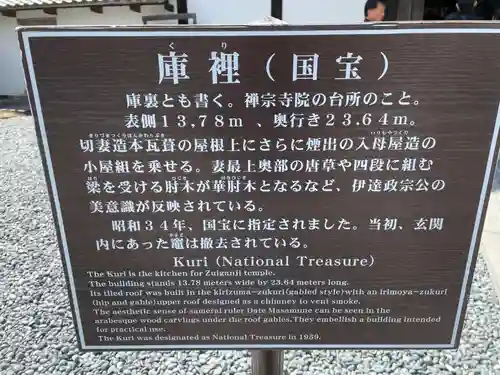 くり
庫裡（国宝）
庫裏とも書く。禅宗寺院の台所のこと。
表側13,78m 、奥行き23.64m。
切妻造本瓦葺の屋根上にさらに煙出の入母屋造の
小屋組を乗せる。妻最上奥部の唐草や四段に組む
梁を受ける肘木が華肘木となるなど、伊達政宗公の
美意識が反映されている。
昭和34年、国宝に指定されました。当初、玄関
内にあった竈は撤去されている。
Kuri (National Treasure)
The Kuri is the kitchen for Zuiganji temple.
The building stands 13.78 meters wide by 23.64 meters long.
Its tiled roof was built in the kirizuma-zukuri(gabled style)with an irimoya-zukuri
(hip and gable)upper roof designed as a chimney to vent smoke.
The aesthetic sense of samerai ruler Date Masamune can be seen in the
arabesque wood carvings under the roof gables.They embellish a building intended
for practical use.
The Kuri was designated as National Treasure in 1959.